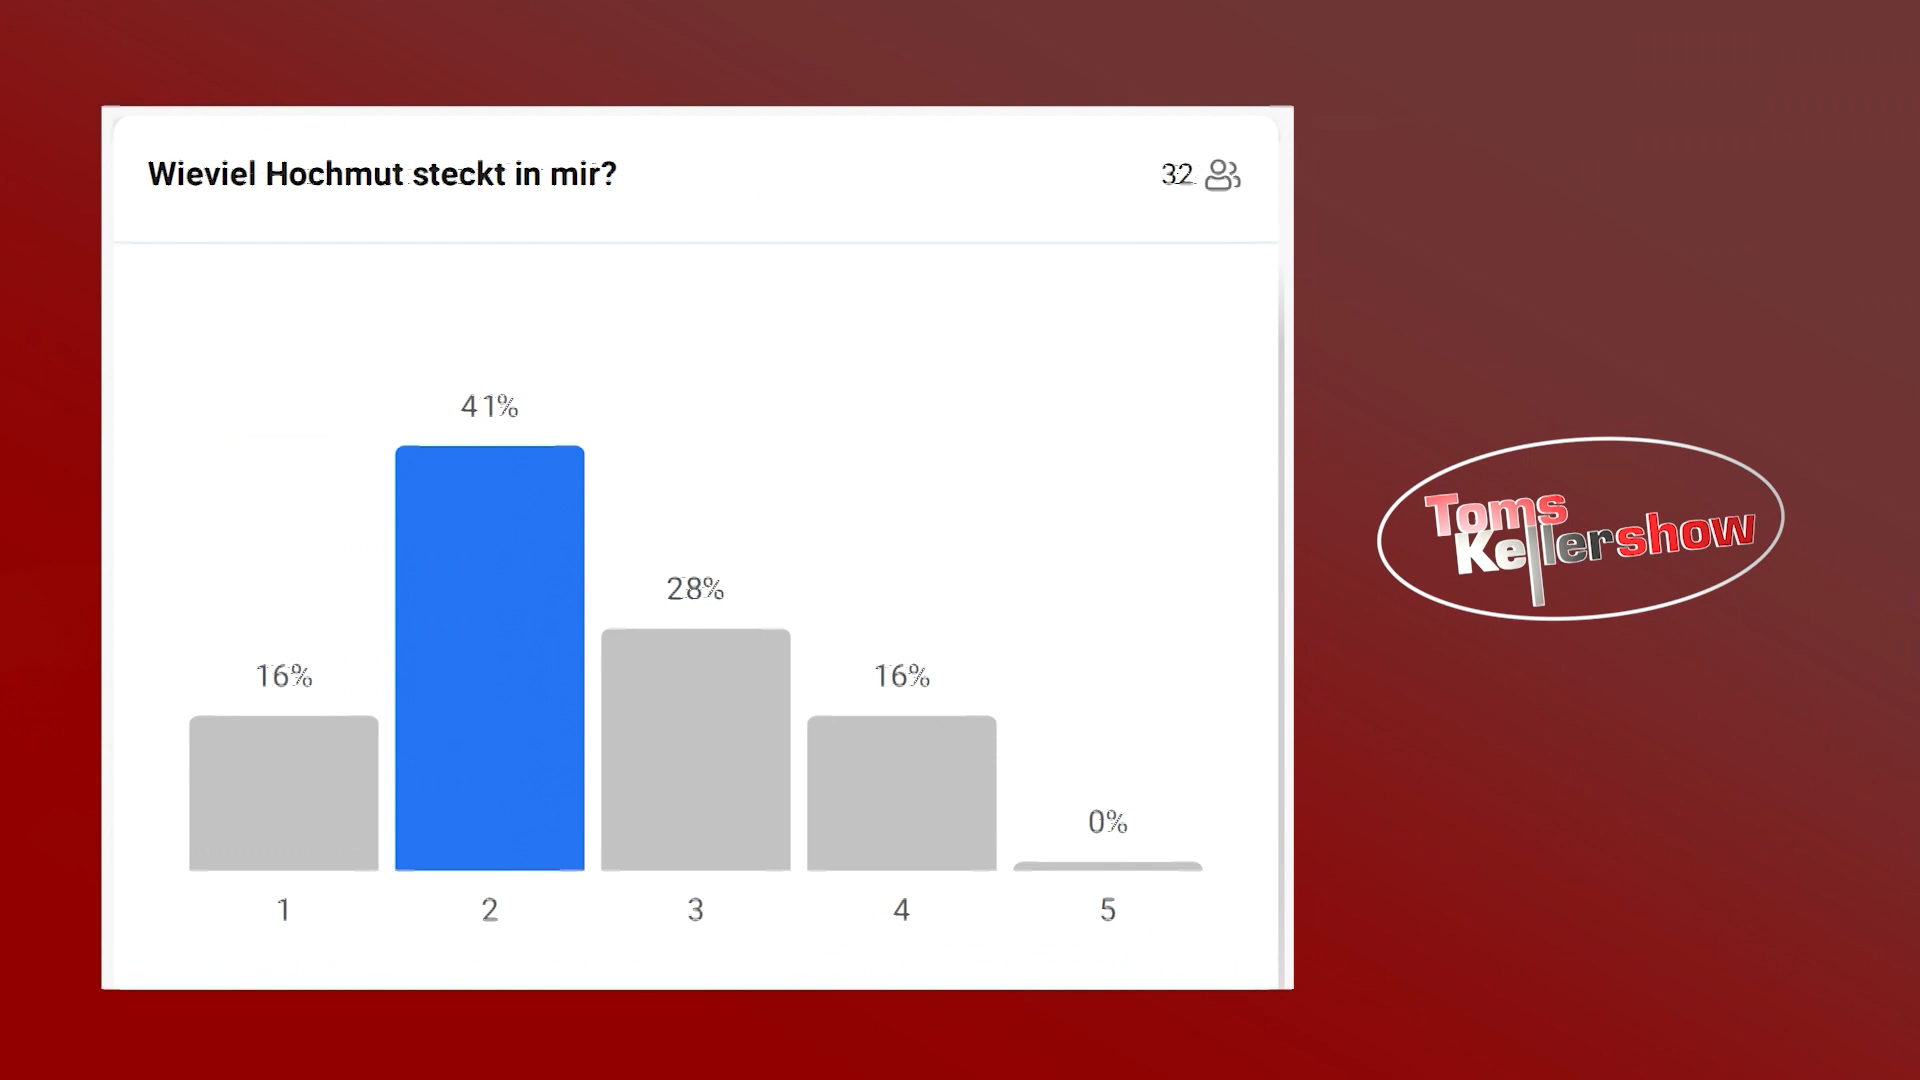 Wieviel Hochmut steckt in mir?
32
41%
28%
16%
16%
0%
1 2 3 4 5
Toms
Kellershow